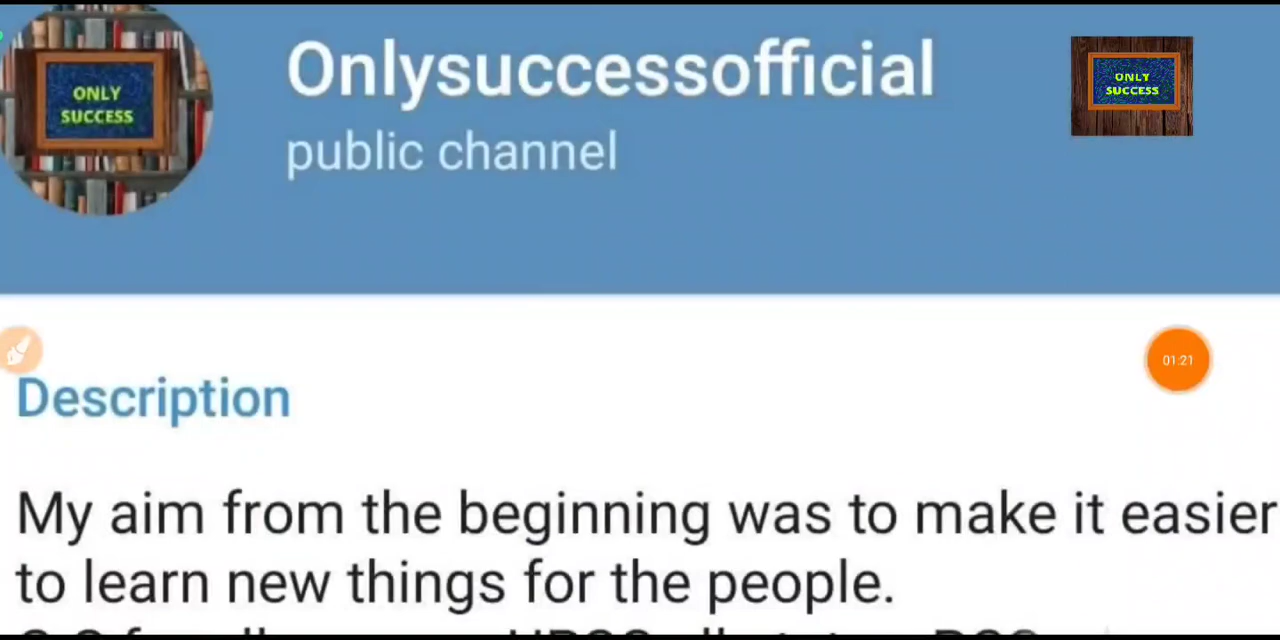 ONLY
SUCCESS
Onlysuccessofficial
public channel
ONLY
SUCCESS
01:21
Description
My aim from the beginning was to make it easier
to learn new things for the people.